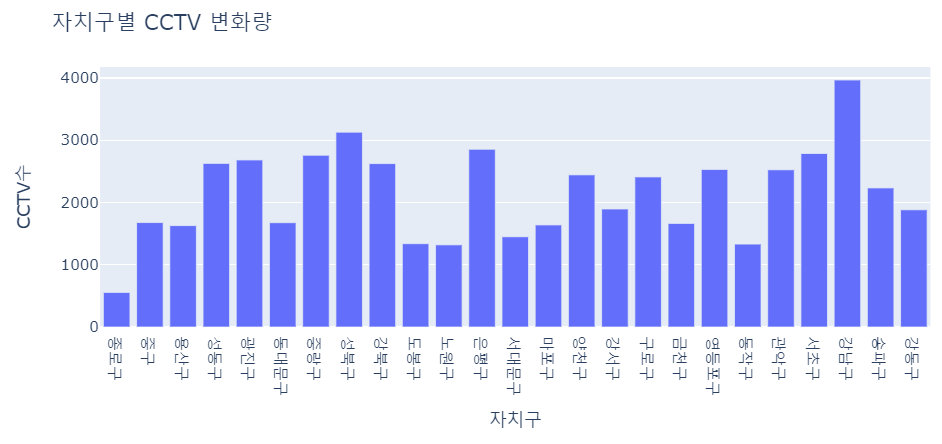 자치구별 CCTV 변화량
CCTV수
4000
3000
2000
1000
0
종로구
중구
용산구
성동구
광진구
동대문구
중랑구
성북구
강북구
도봉구
노원구
은평구
서대문구
마포구
양천구
강서구
구로구
금천구
영등포구
동작구
관악구
서초구
강남구
송파구
강동구
자치구